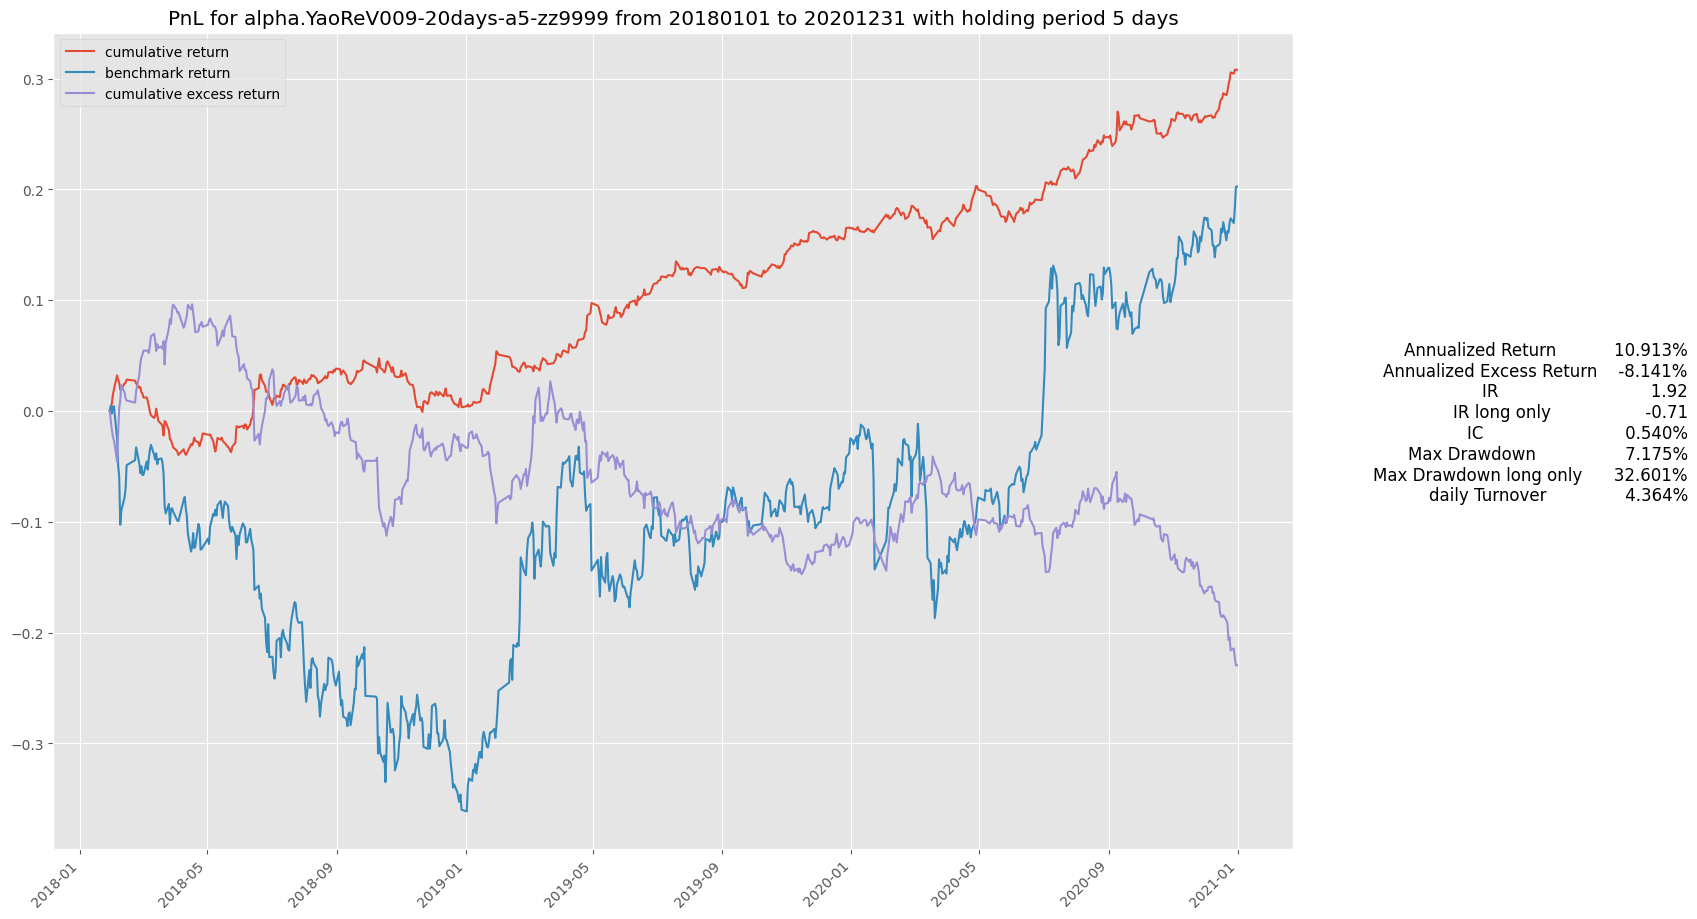 PnL for alpha.YaoReV009-20days-a5-zz9999 from 20180101 to 20201231 with holding period 5 days
cumulative return
benchmark return
cumulative excess return
0.3
0.2
0.1
0.0
−0.1
−0.2
−0.3
2018-01
2018-05
2018-09
2019-01
2019-05
2019-09
2020-01
2020-05
2020-09
2021-01
Annualized Return 10.913%
Annualized Excess Return -8.141%
IR 1.92
IR long only -0.71
IC 0.540%
Max Drawdown 7.175%
Max Drawdown long only 32.601%
daily Turnover 4.364%